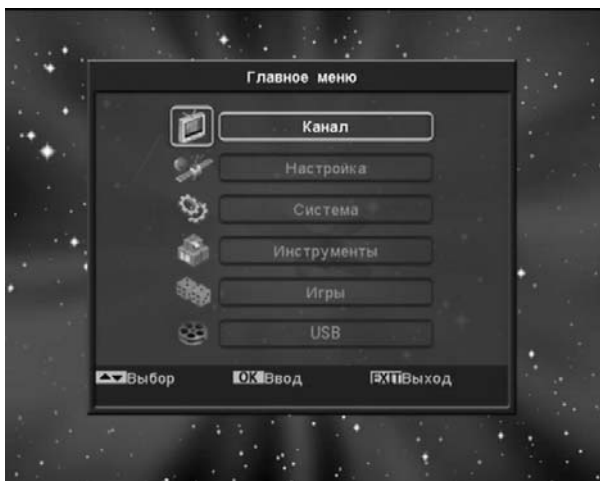 Главное меню
Канал
Настройка
Система
Инструменты
Игры
USB
Выбор OK Ввод EXIT Выход